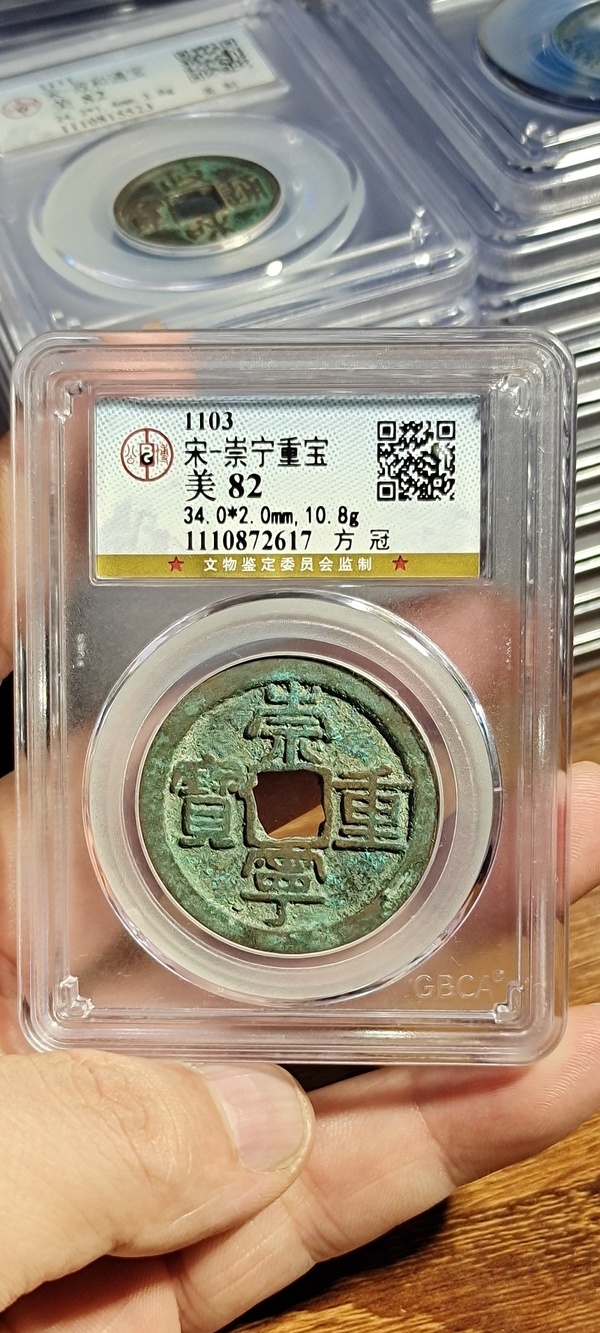 82
1103
宋-崇宁重宝
美 82
34.0*2.0mm,10.8g
1110872617 方冠
文物鉴定委员会监制
崇
寶 重
寧
GBCA